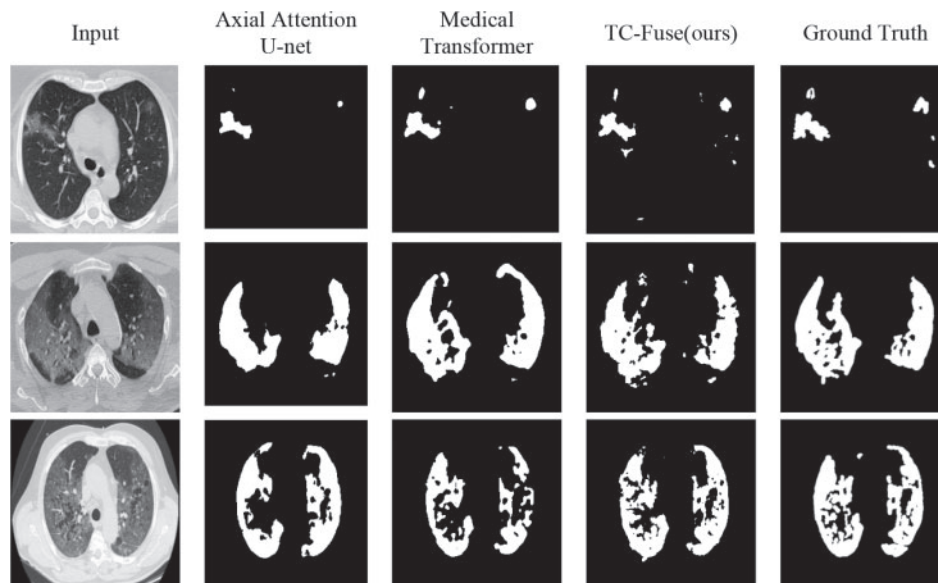 Input
Axial Attention
U-net
Medical
Transformer
TC-Fuse(ours)
Ground Truth